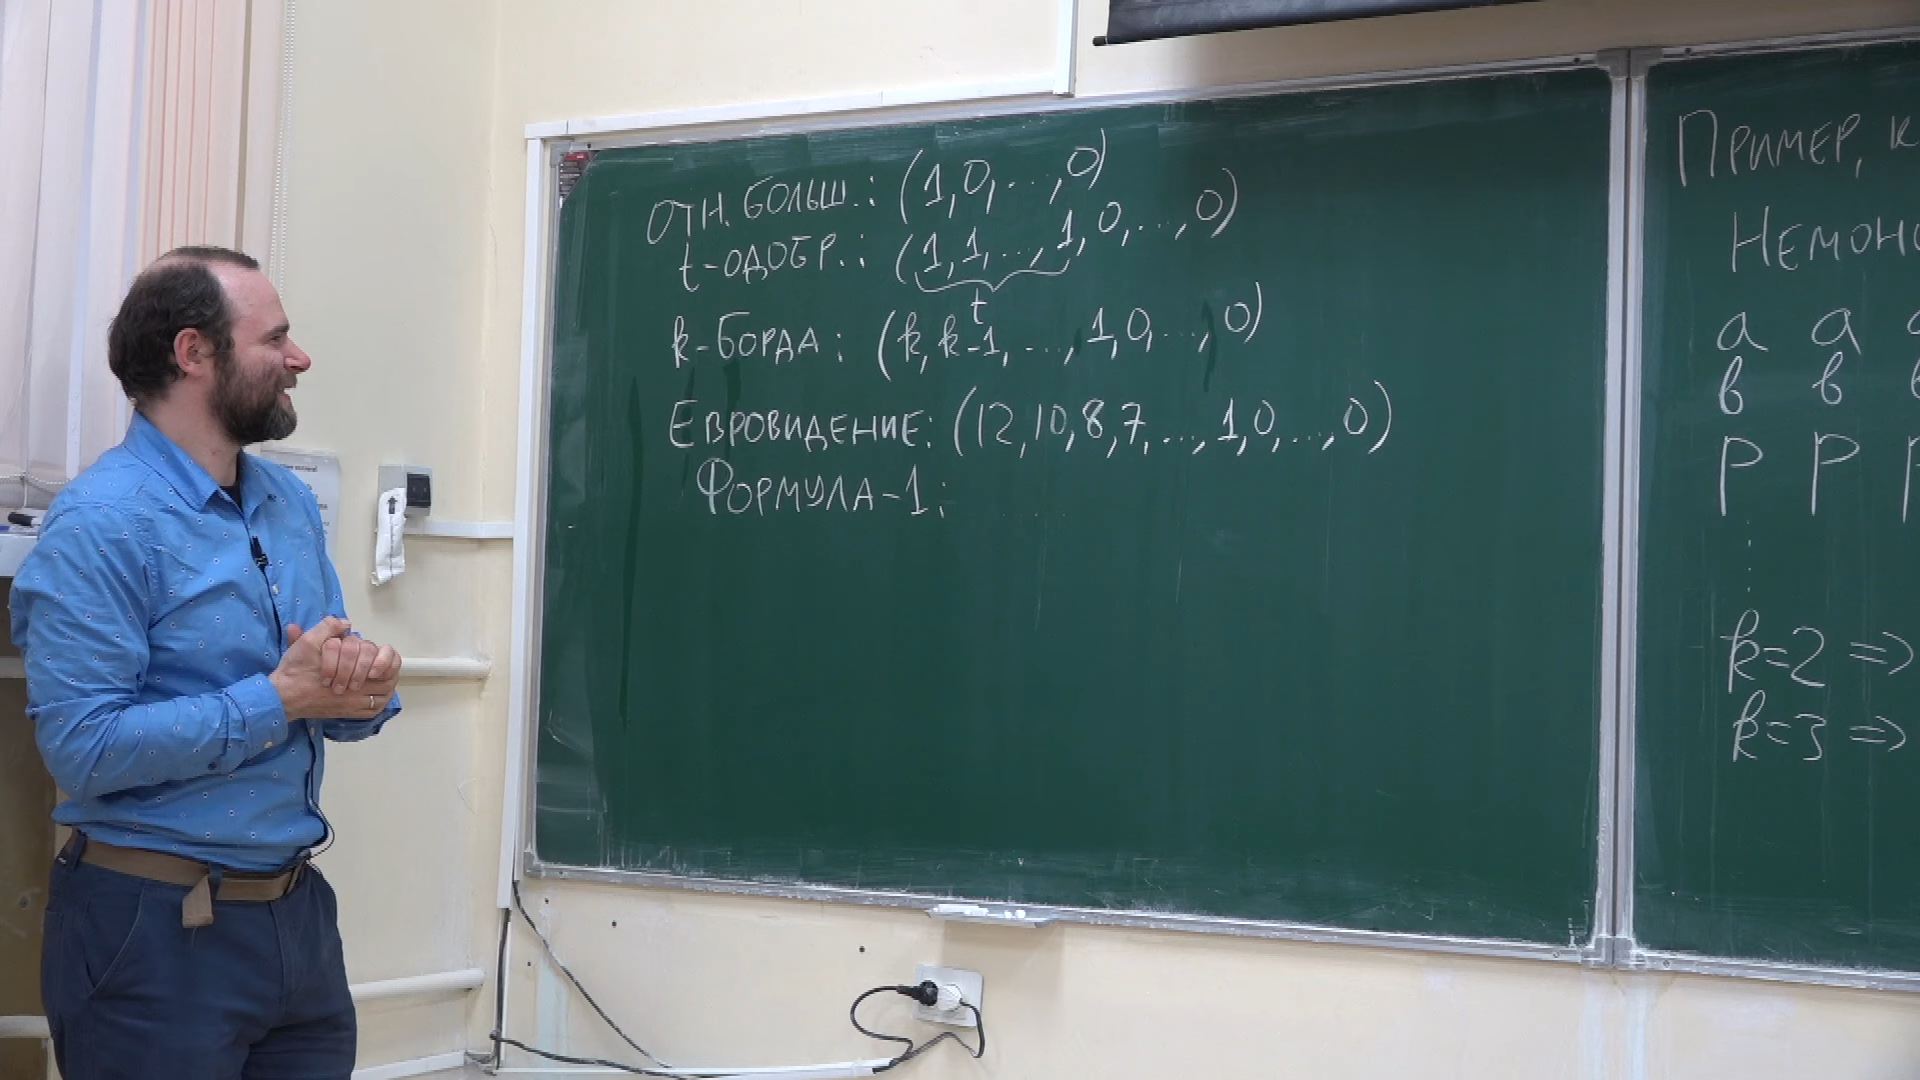 ОТН. БОЛЬШ.: (1,0,...,0)
t-ОДОБР.: (1,1,...,1,0,...,0)
t
k-БОРДА: (k,k-1,...,1,0,...,0)
ЕВРОВИДЕНИЕ: (12,10,8,7,...,1,0,...,0)
ФОРМУЛА-1:
ПРИМЕР,
а а
в в
р р
k=2 =>
k=3 =>